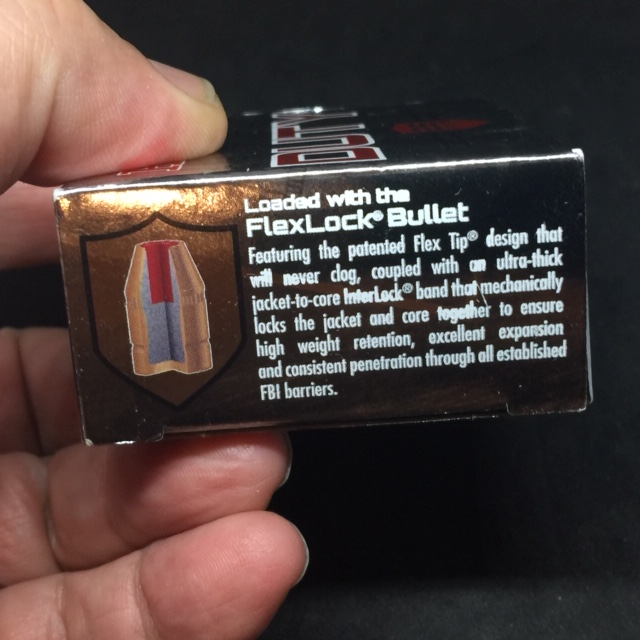 Loaded with the
FlexLock® Bullet
Featuring the patented Flex Tip® design that
will never clog, coupled with an ultra-thick
jacket-to-core InterLock® band that mechanically
locks the jacket and core together to ensure
high weight retention, excellent expansion
and consistent penetration through all established
FBI barriers.